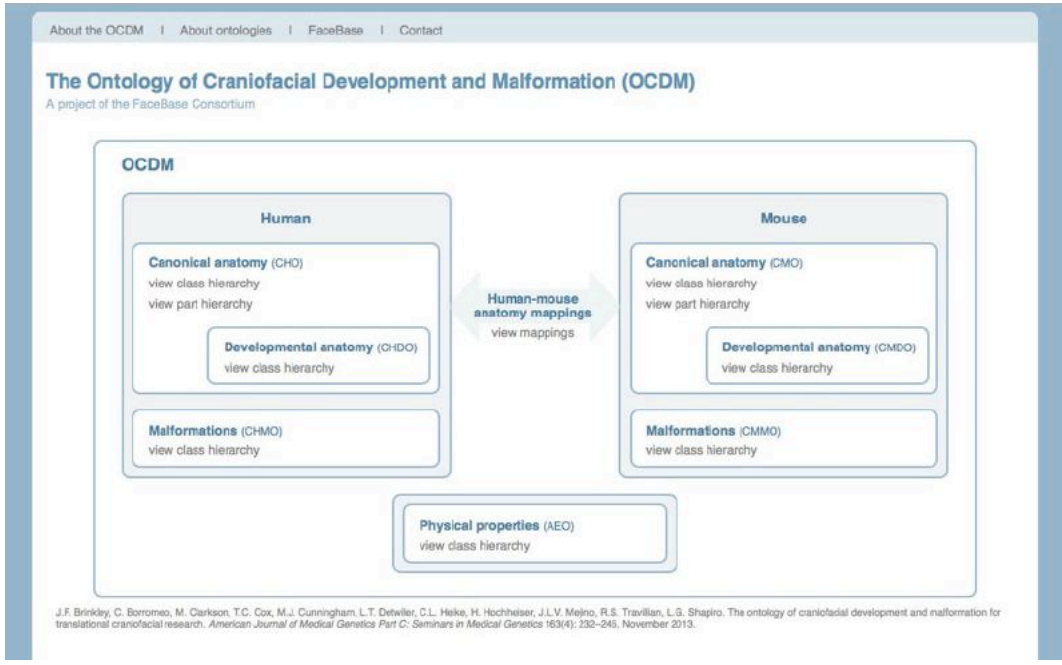 About the OCDM | About ontologies | FaceBase | Contact
The Ontology of Craniofacial Development and Malformation (OCDM)
A project of the FaceBase Consortium
OCDM
Human
Canonical anatomy (CHO)
view class hierarchy
view part hierarchy
Developmental anatomy (CHDO)
view class hierarchy
Malformations (CHMO)
view class hierarchy
Human-mouse
anatomy mappings
view mappings
Mouse
Canonical anatomy (CMO)
view class hierarchy
view part hierarchy
Developmental anatomy (CMDO)
view class hierarchy
Malformations (CMMO)
view class hierarchy
Physical properties (AEO)
view class hierarchy
J.F. Brinkley, C. Borromeo, M. Clarkson, T.C. Cox, M.J. Cunningham, L.T. Detwiler, C.L. Heike, H. Hochheiser, J.L.V. Mejino, R.S. Travillian, L.G. Shapiro. The ontology of craniofacial development and malformation for
translational craniofacial research. American Journal of Medical Genetics Part C: Seminars in Medical Genetics 163(4): 232–245, November 2013.